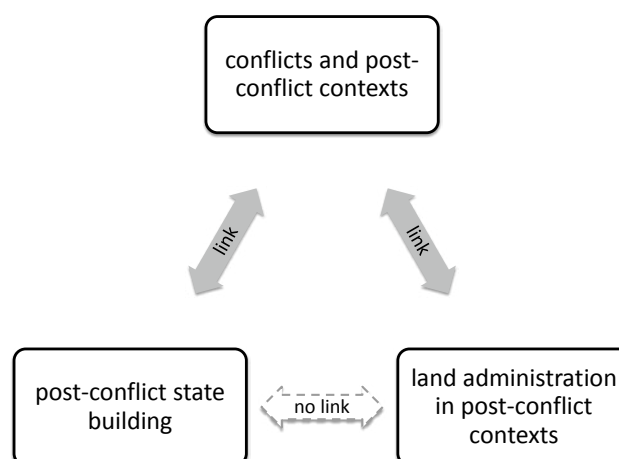 conflicts and post-
conflict contexts
link
link
post-conflict state
building
no link
land administration
in post-conflict
contexts